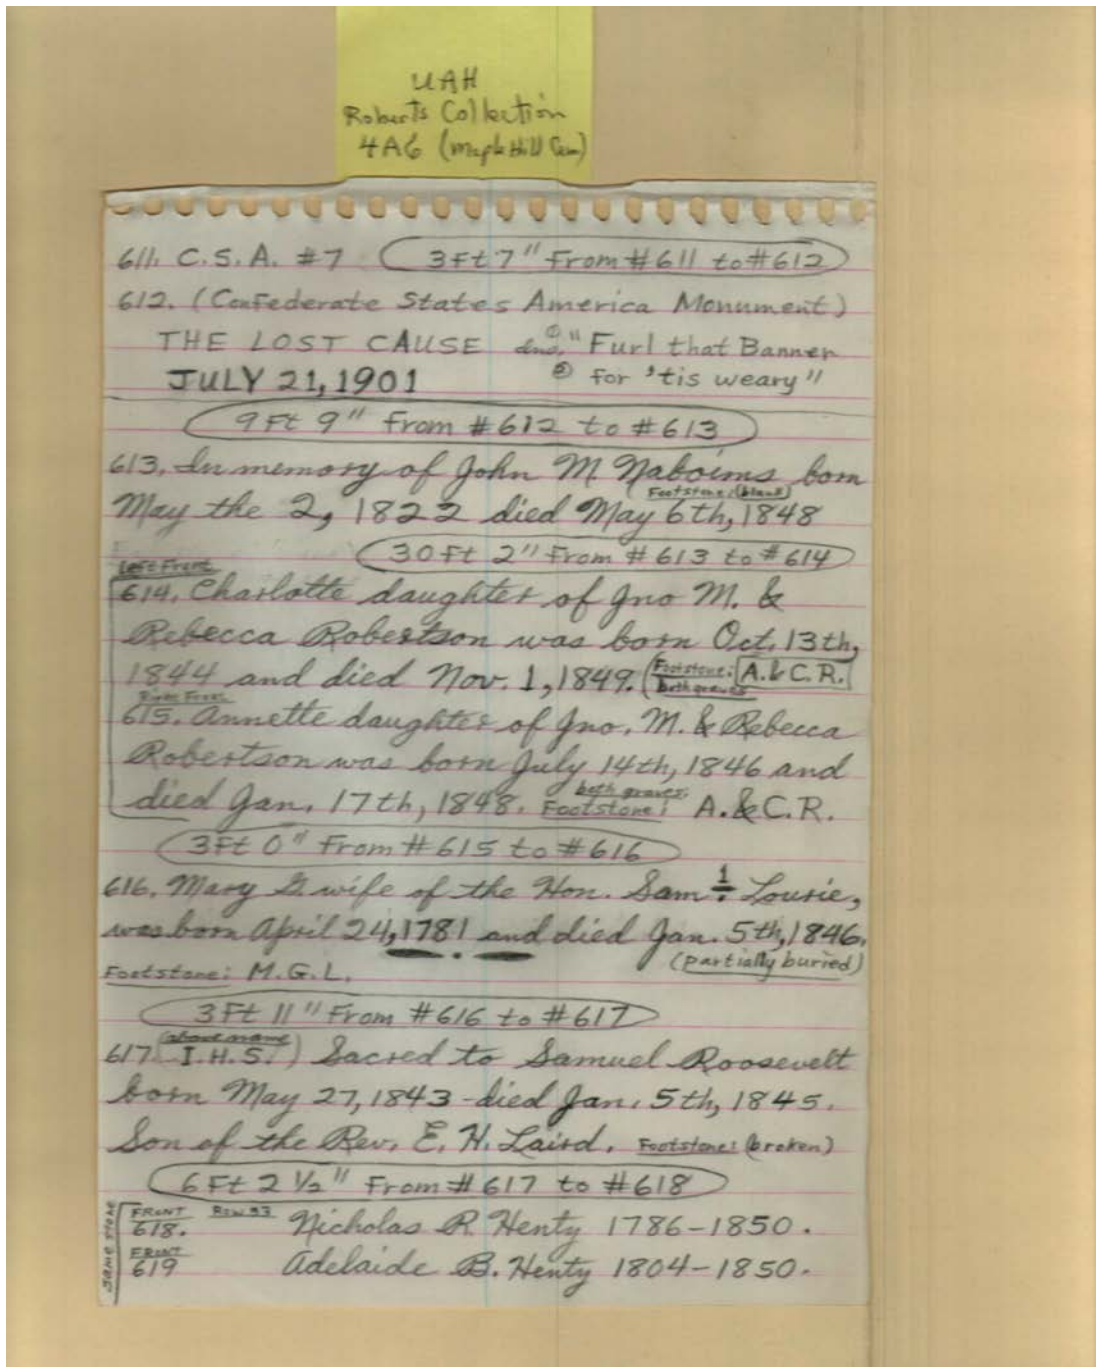 UAH
Roberts Collection
4A6 (Maple Hill Cem)
611. C.S.A. #7 3Ft 7" From #611 to #612
612. (Confederate States America Monument)
THE LOST CAUSE ① "Furl that Banner
JULY 21, 1901 ② for 'tis weary"
9Ft 9" From #612 to #613
613. In memory of John M. Naboims born
Footstone: (blank)
May the 2, 1822 died May 6th, 1848
30Ft 2" From #613 to #614
Left Front
614. Charlotte daughter of Jno M. &
Rebecca Robertson was born Oct. 13th,
1844 and died Nov. 1, 1849. (Footstone: A. & C. R.
both graves
Right Front
615. Annette daughter of Jno. M. & Rebecca
Robertson was born July 14th, 1846 and
both graves:
died Jan. 17th, 1848. Footstone: A. & C. R.
3Ft 0" From #615 to #616
616. Mary G. wife of the Hon. Sam l Lourie,
was born April 24, 1781 and died Jan. 5th, 1846.
(partially buried)
Footstone: M.G.L.
3Ft 11" From #616 to #617
(above name
617. I.H.S.) Sacred to Samuel Roosevelt
born May 27, 1843 - died Jan. 5th, 1845.
Son of the Rev. E. H. Laird. Footstone: (broken)
6Ft 2 1/2" From #617 to #618
same stone
FRONT Row 93
618. Nicholas R. Henty 1786-1850.
FRONT
619 Adelaide B. Henty 1804-1850.